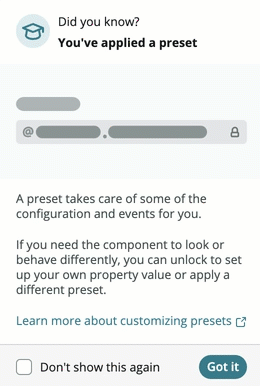 Did you know?
You've applied a preset
@
A preset takes care of some of the
configuration and events for you.
If you need the component to look or
behave differently, you can unlock to set
up your own property value or apply a
different preset.
Learn more about customizing presets
Don't show this again
Got it